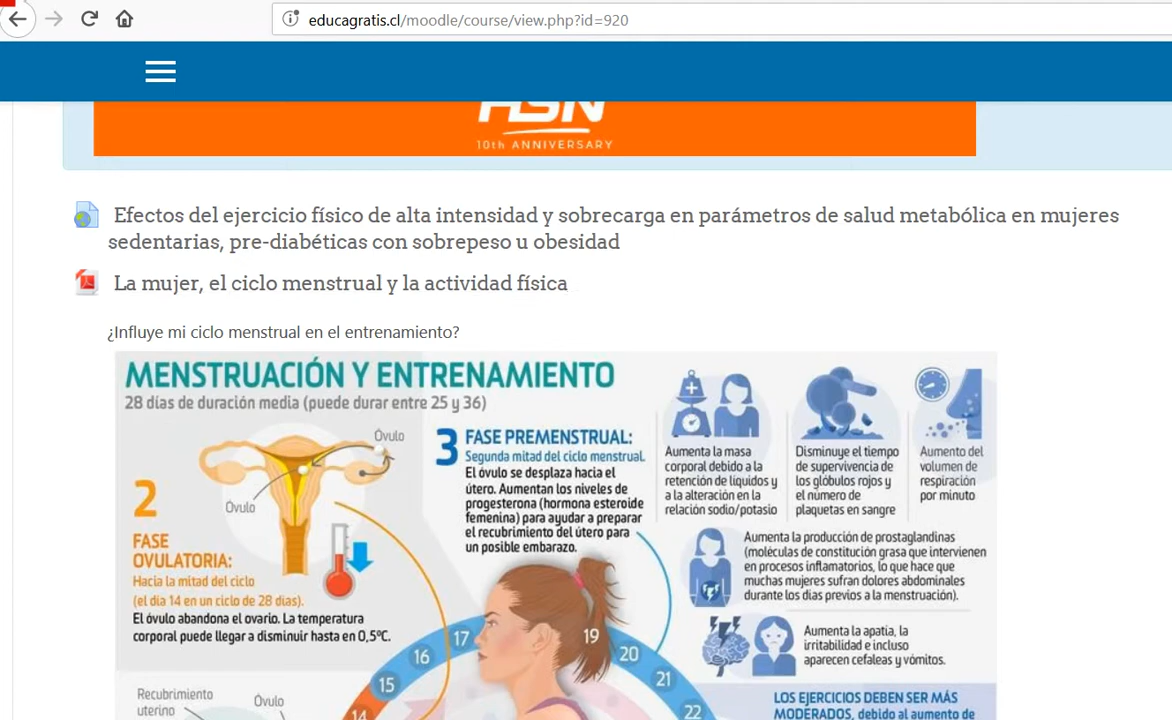 educagratis.cl/moodle/course/view.php?id=920
HSN
10th ANNIVERSARY
Efectos del ejercicio físico de alta intensidad y sobrecarga en parámetros de salud metabólica en mujeres
sedentarias, pre-diabéticas con sobrepeso u obesidad
La mujer, el ciclo menstrual y la actividad física
¿Influye mi ciclo menstrual en el entrenamiento?
MENSTRUACIÓN Y ENTRENAMIENTO
28 días de duración media (puede durar entre 25 y 36)
Óvulo
Óvulo
2
FASE
OVULATORIA:
Hacia la mitad del ciclo
(el día 14 en un ciclo de 28 días).
El óvulo abandona el ovario. La temperatura
corporal puede llegar a disminuir hasta en 0,5ºC.
3
FASE PREMENSTRUAL:
Segunda mitad del ciclo menstrual.
El óvulo se desplaza hacia el
útero. Aumentan los niveles de
progesterona (hormona esteroide
femenina) para ayudar a preparar
el recubrimiento del útero para
un posible embarazo.
Aumenta la masa
corporal debido a la
retención de líquidos y
a la alteración en la
relación sodio/potasio
Disminuye el tiempo
de supervivencia de
los glóbulos rojos y
el número de
plaquetas en sangre
Aumento del
volumen de
respiración
por minuto
Aumenta la producción de prostaglandinas
(moléculas de constitución grasa que intervienen
en procesos inflamatorios, lo que hace que
muchas mujeres sufran dolores abdominales
durante los días previos a la menstruación).
Aumenta la apatía, la
irritabilidad e incluso
aparecen cefaleas y vómitos.
LOS EJERCICIOS DEBEN SER MÁS
MODERADOS, debido al aumento de
Recubrimiento
uterino
Óvulo
14
15
16
17
19
20
21
22